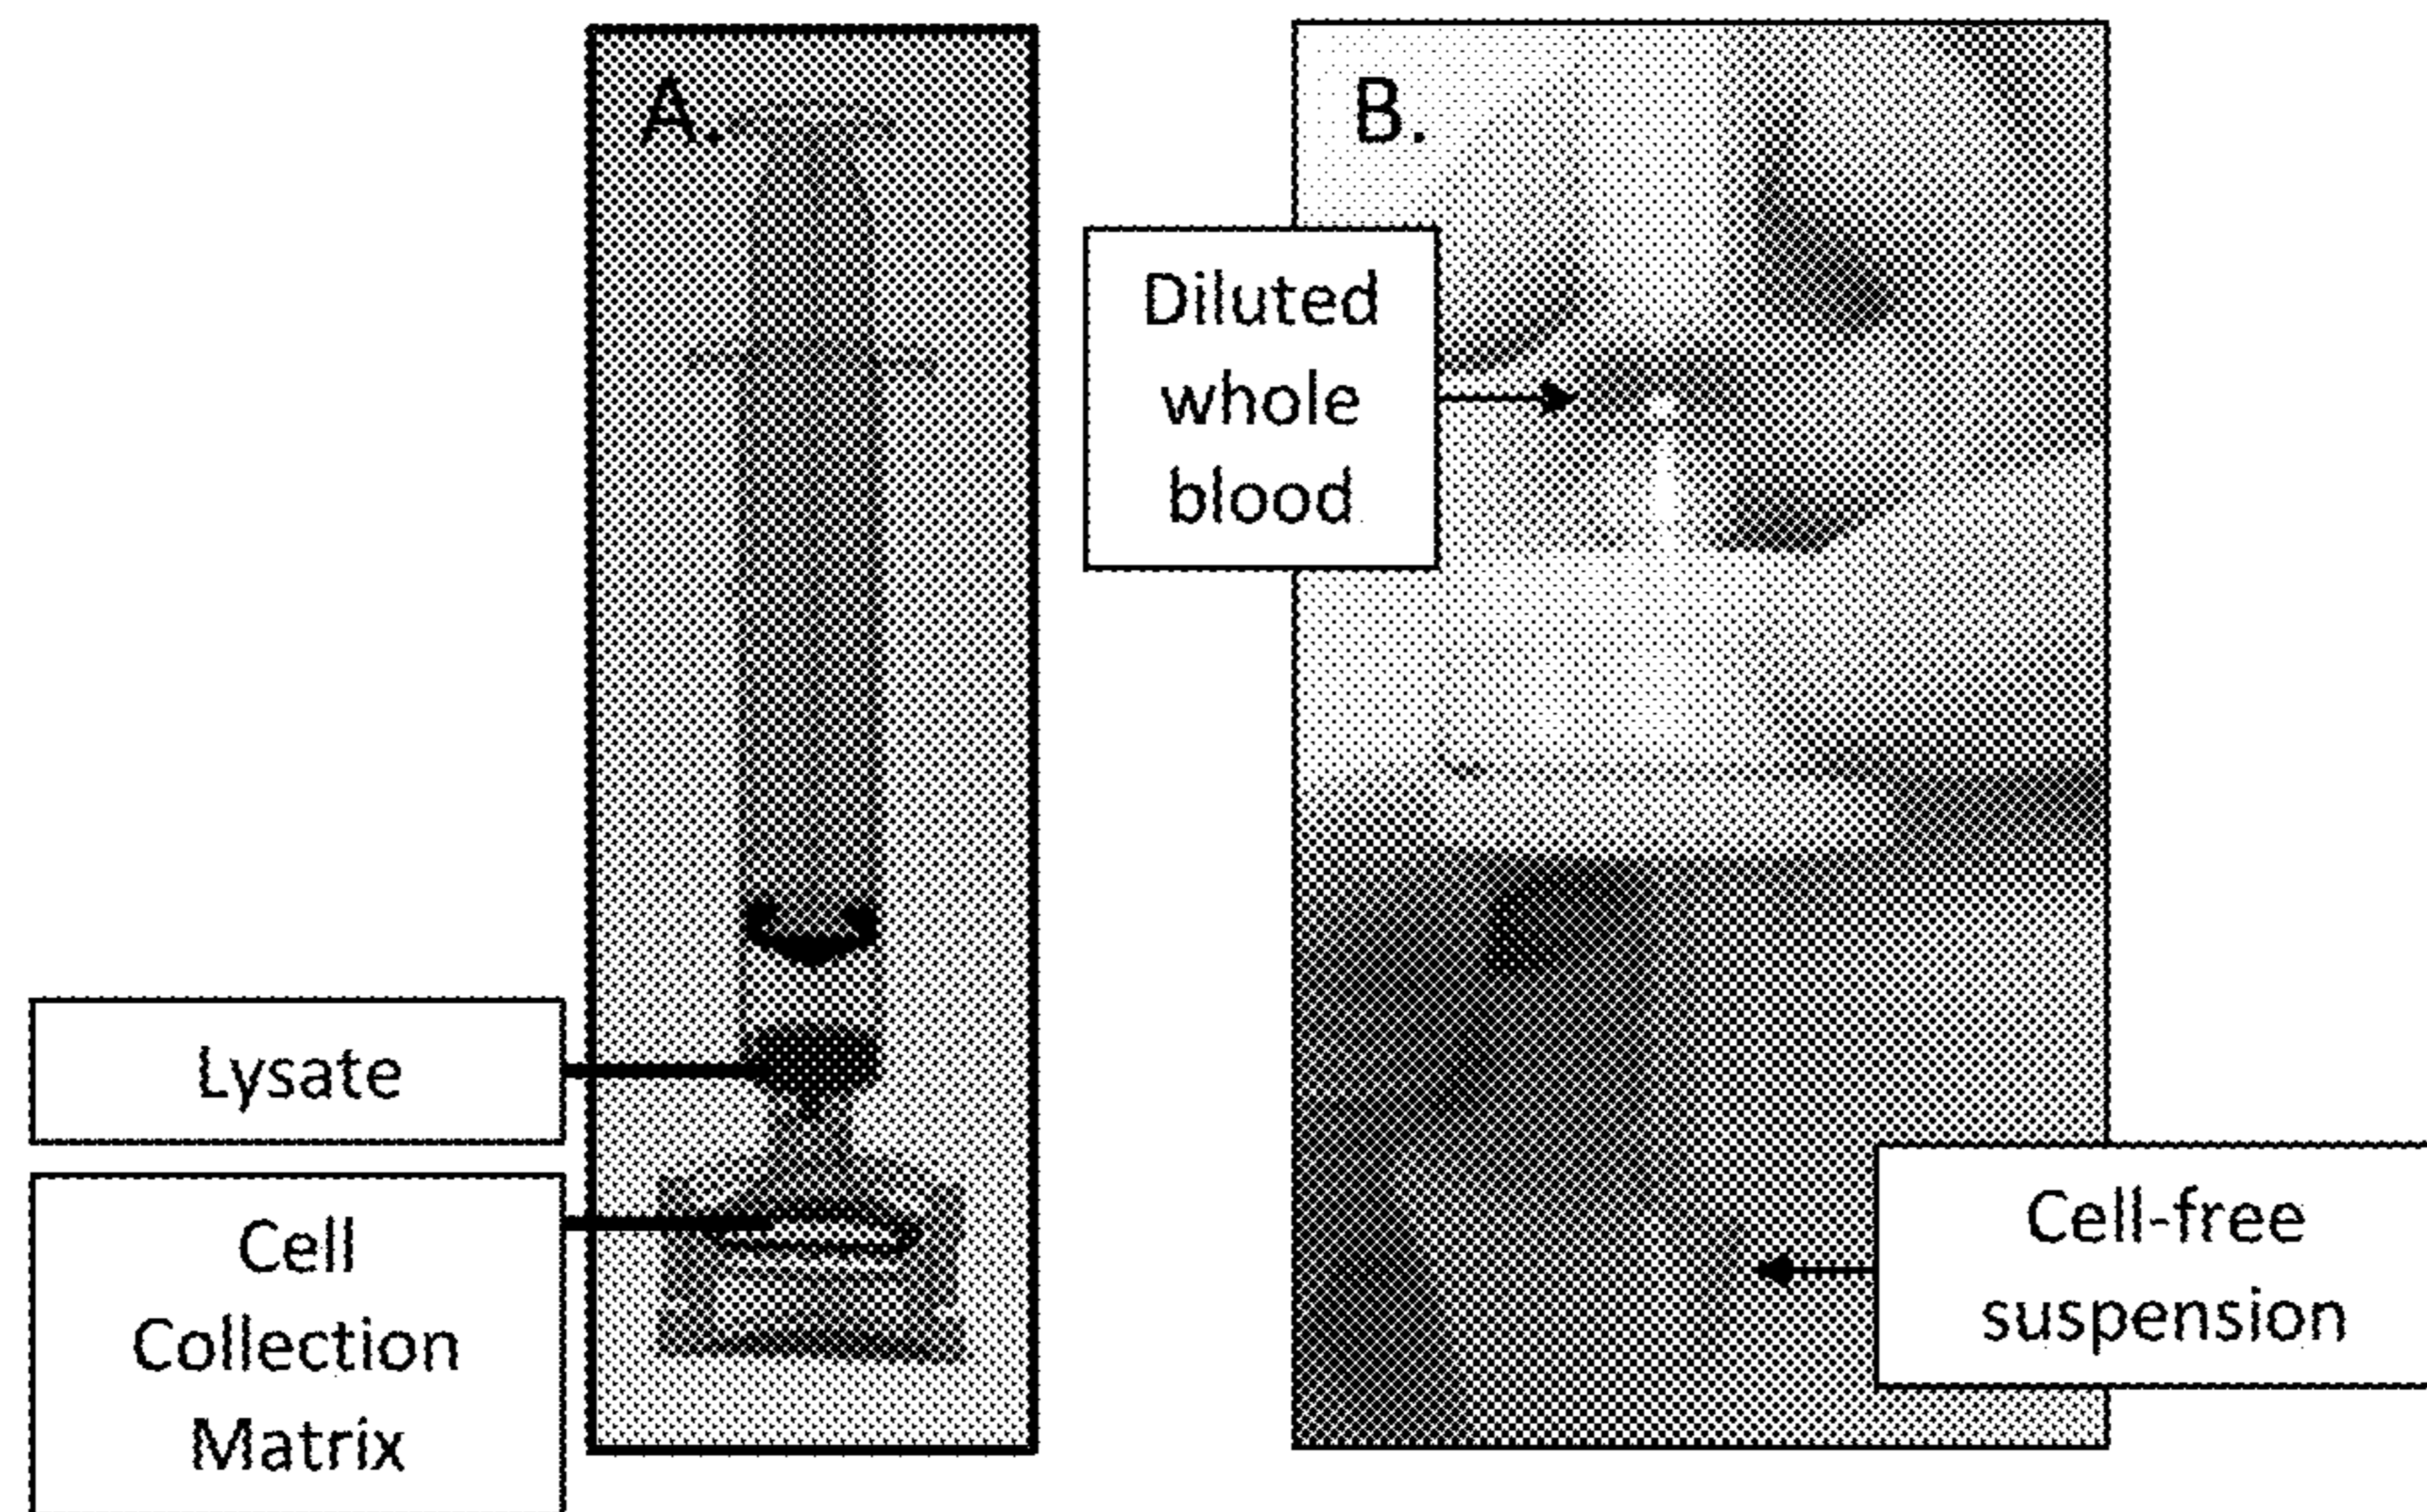 A.
Lysate
Cell
Collection
Matrix
B.
Diluted
whole
blood
Cell-free
suspension